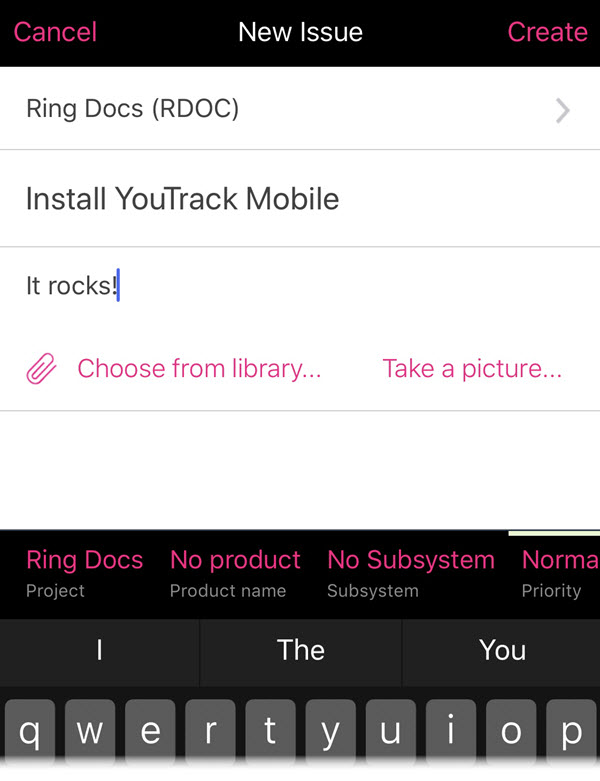 Cancel New Issue Create
Ring Docs (RDOC)
Install YouTrack Mobile
It rocks!
Choose from library... Take a picture...
Ring Docs No product No Subsystem Norma
Project Product name Subsystem Priority
I The You
q w e r t y u i o p